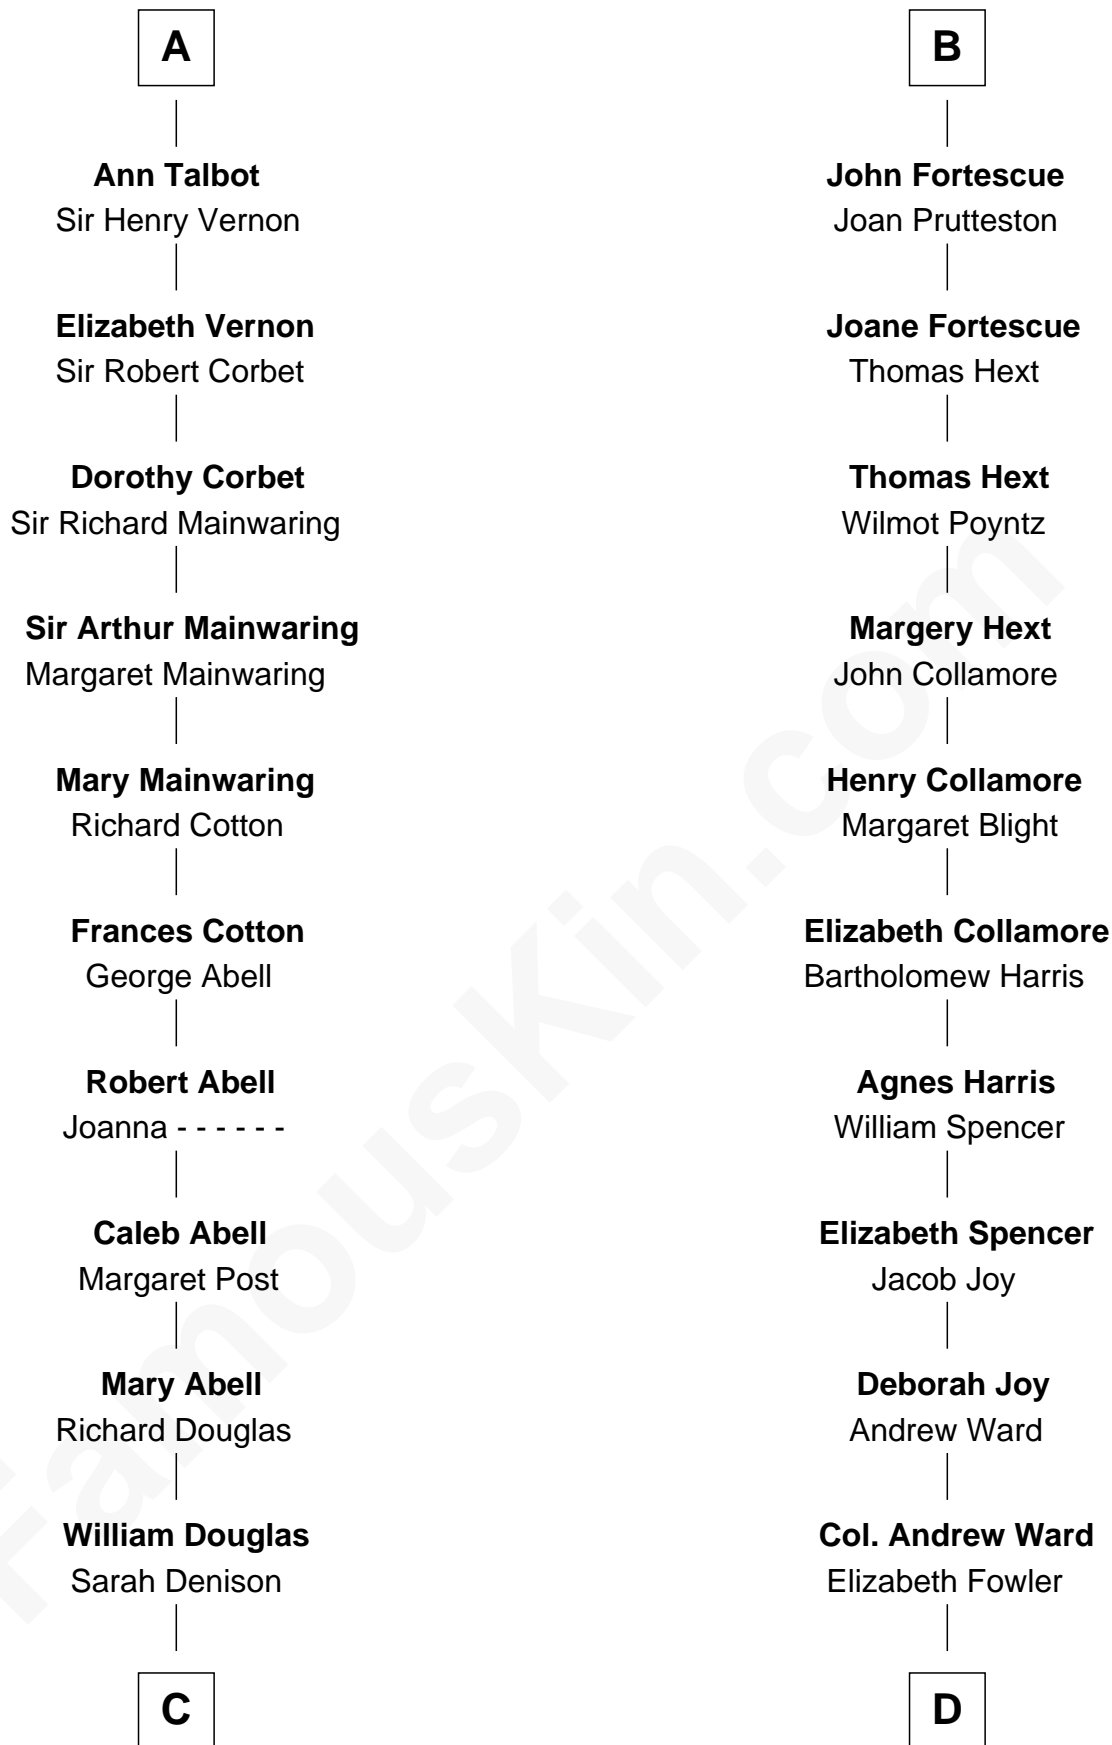 A
Ann Talbot
Sir Henry Vernon
Elizabeth Vernon
Sir Robert Corbet
Dorothy Corbet
Sir Richard Mainwaring
Sir Arthur Mainwaring
Margaret Mainwaring
Mary Mainwaring
Richard Cotton
Frances Cotton
George Abell
Robert Abell
Joanna - - - - - -
Caleb Abell
Margaret Post
Mary Abell
Richard Douglas
William Douglas
Sarah Denison
C
B
John Fortescue
Joan Prutteston
Joane Fortescue
Thomas Hext
Thomas Hext
Wilmot Poyntz
Margery Hext
John Collamore
Henry Collamore
Margaret Blight
Elizabeth Collamore
Bartholomew Harris
Agnes Harris
William Spencer
Elizabeth Spencer
Jacob Joy
Deborah Joy
Andrew Ward
Col. Andrew Ward
Elizabeth Fowler
D
FamousKin.com